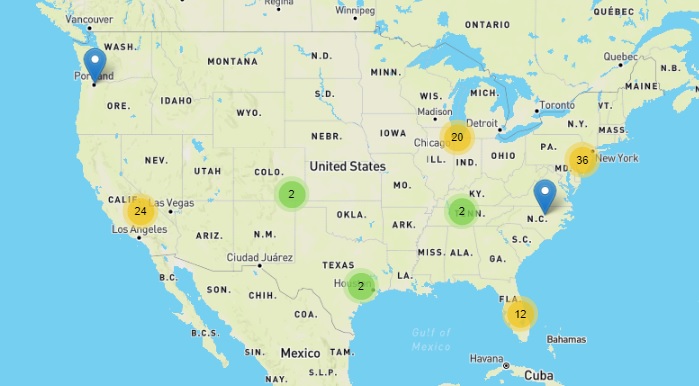 Regina
Winnipeg
QUÉBEC
Vancouver
ONTARIO
WASH.
Quebec
MONTANA
N.D.
N.B.
Portland
MINN.
MAINE
ORE.
IDAHO
S.D.
WIS.
MICH.
Toronto
VT.
WYO.
Madison
Detroit
N.Y.
MASS.
NEBR.
IOWA
Chicago
20
PA.
NEV.
UTAH
United States
ILL.
IND.
OHIO
36
New York
COLO.
MD.
CALIF.
24
Las Vegas
2
MO.
KY.
2
TENN.
N.C.
Los Angeles
ARIZ.
N.M.
OKLA.
ARK.
S.C.
Ciudad Juárez
MISS.
ALA.
GA.
B.C.
TEXAS
LA.
SON.
CHIH.
Houston
2
COA.
FLA.
12
B.C.S.
Gulf of
Mexico
Bahamas
SIN.
Mexico
TAM.
Havana
NAY.
S.L.P.
Cuba